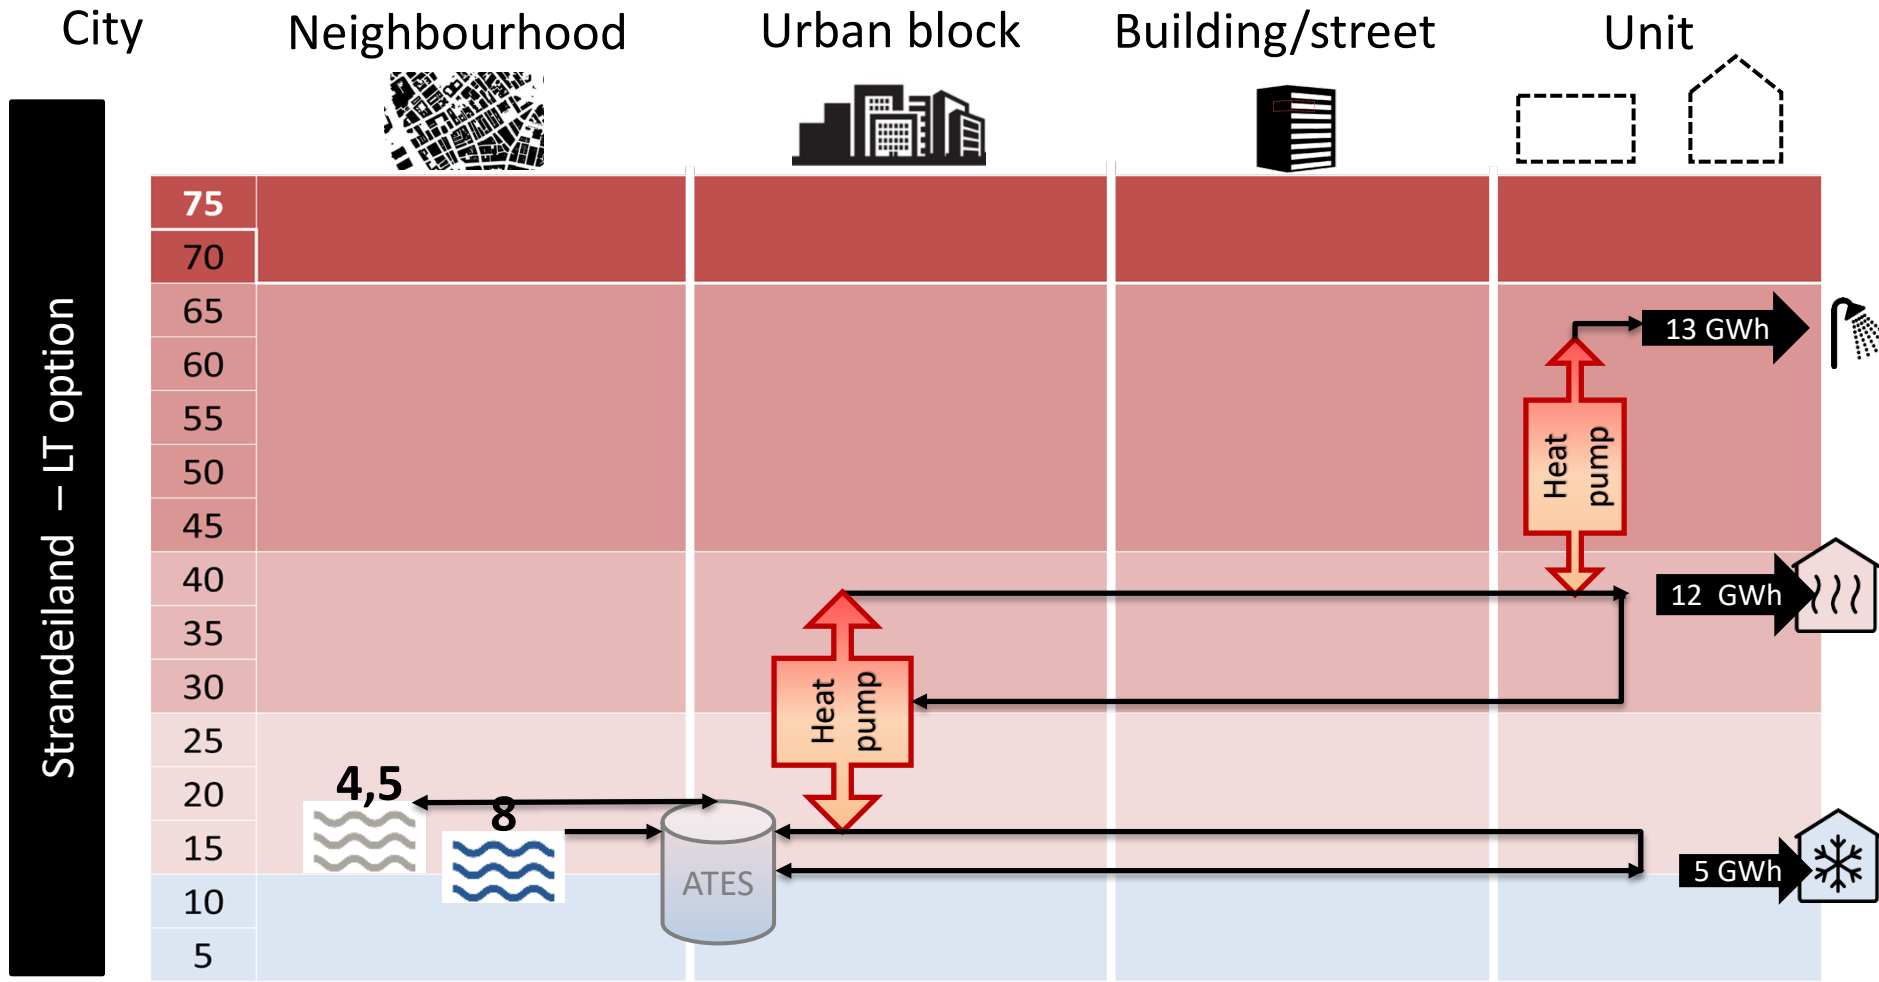 City
Neighbourhood
Urban block
Building/street
Unit
Strandeiland – LT option
75
70
65
60
55
50
45
40
35
30
25
20
15
10
5
13 GWh
Heat
pump
12 GWh
Heat
pump
4,5
8
ATES
5 GWh